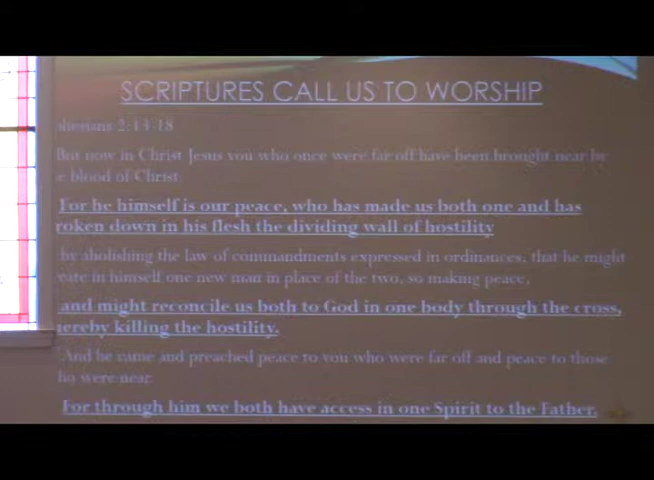 SCRIPTURES CALL US TO WORSHIP
phesians 2:13-18
But now in Christ Jesus you who once were far off have been brought near by
e blood of Christ.
For he himself is our peace, who has made us both one and has
roken down in his flesh the dividing wall of hostility
by abolishing the law of commandments expressed in ordinances, that he might
eate in himself one new man in place of the two, so making peace,
and might reconcile us both to God in one body through the cross,
hereby killing the hostility.
And he came and preached peace to you who were far off and peace to those
ho were near.
For through him we both have access in one Spirit to the Father.